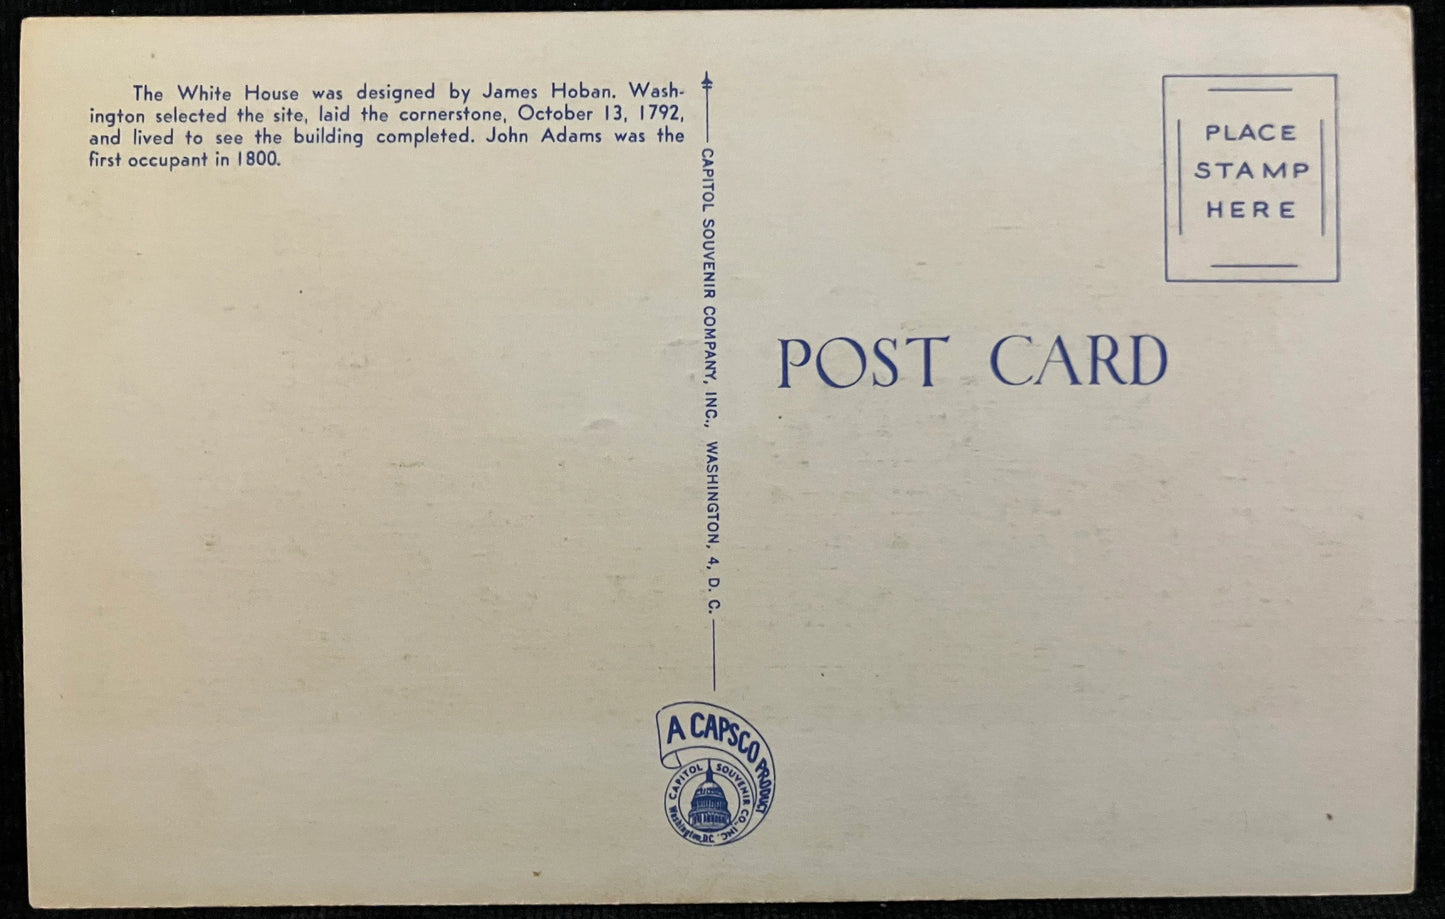 The White House was designed by James Hoban. Wash-
ington selected the site, laid the cornerstone, October 13, 1792,
and lived to see the building completed. John Adams was the
first occupant in 1800.
CAPITOL SOUVENIR COMPANY, INC., WASHINGTON, 4, D. C.
PLACE
STAMP
HERE
POST CARD
A CAPSCO PRODUCT
CAPITOL SOUVENIR CO., INC.
Washington, D.C.